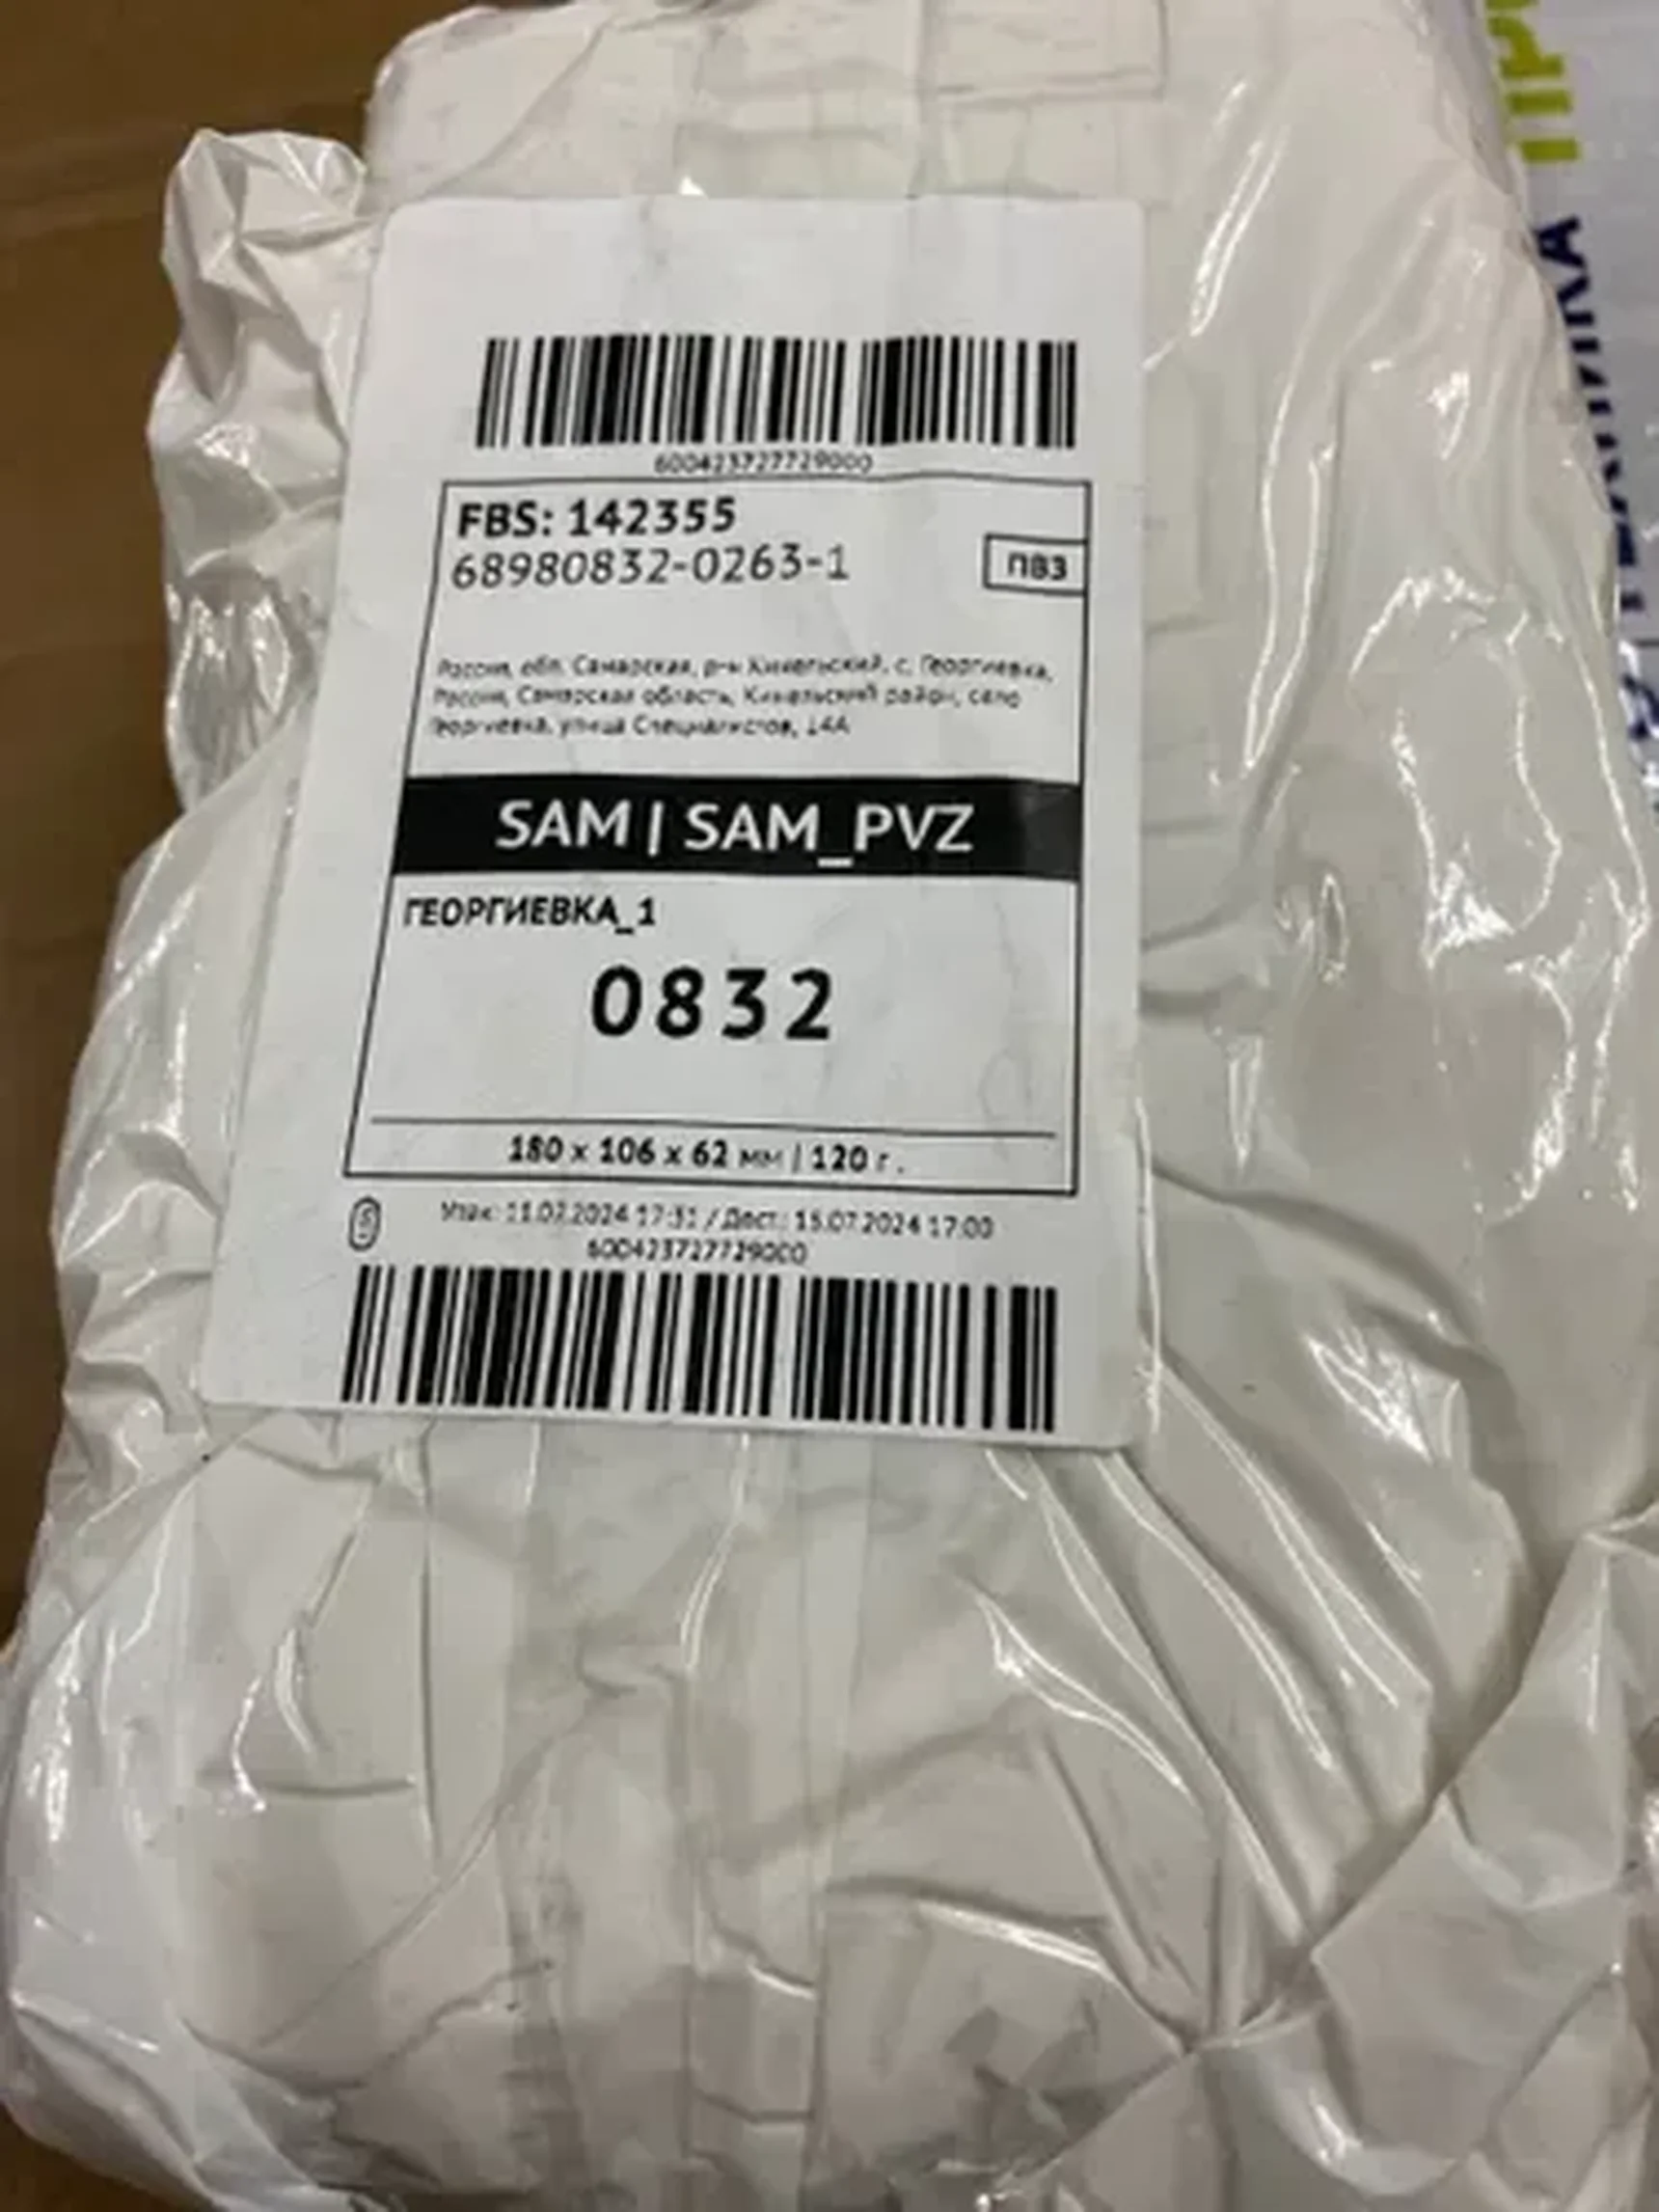 600423727729000
FBS: 142355
68980832-0263-1
ПВЗ
Россия, обл. Самарская, р-н Кинельский, с. Георгиевка,
Россия, Самарская область, Кинельский район, село
Георгиевка, улица Специалистов, 14А
SAM | SAM_PVZ
ГЕОРГИЕВКА_1
0832
180 x 106 x 62 мм | 120 г.
Упак: 11.07.2024 17:31 / Дост.: 15.07.2024 17:00
600423727729000